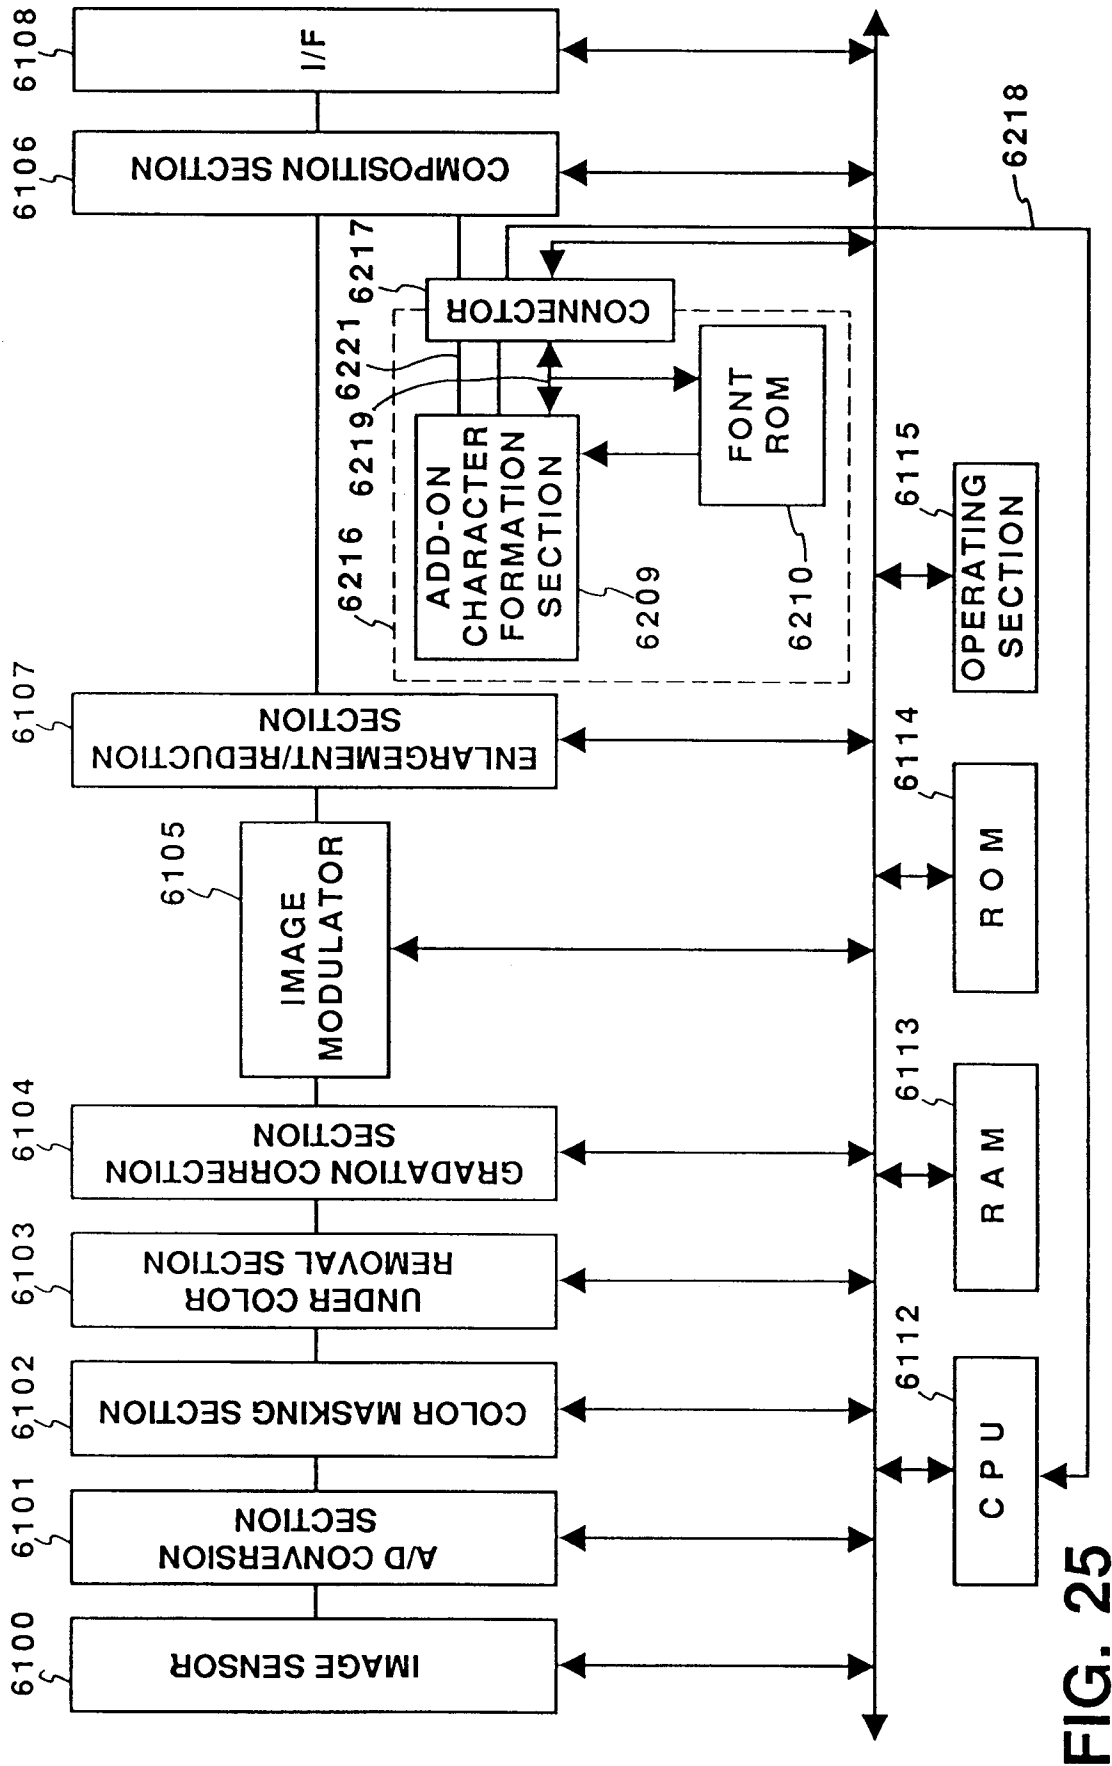 6100
6101
6102
6103
6104
6105
6107
6106
6108
IMAGE SENSOR
A/D CONVERSION
SECTION
COLOR MASKING SECTION
UNDER COLOR
REMOVAL SECTION
GRADATION CORRECTION
SECTION
IMAGE
MODULATOR
ENLARGEMENT/REDUCTION
SECTION
COMPOSITION SECTION
I/F
6216
6219
6221
6217
ADD-ON
CHARACTER
FORMATION
SECTION
CONNECTOR
6209
FONT
ROM
6210
6218
6112
6113
6114
6115
CPU
RAM
ROM
OPERATING
SECTION
FIG. 25